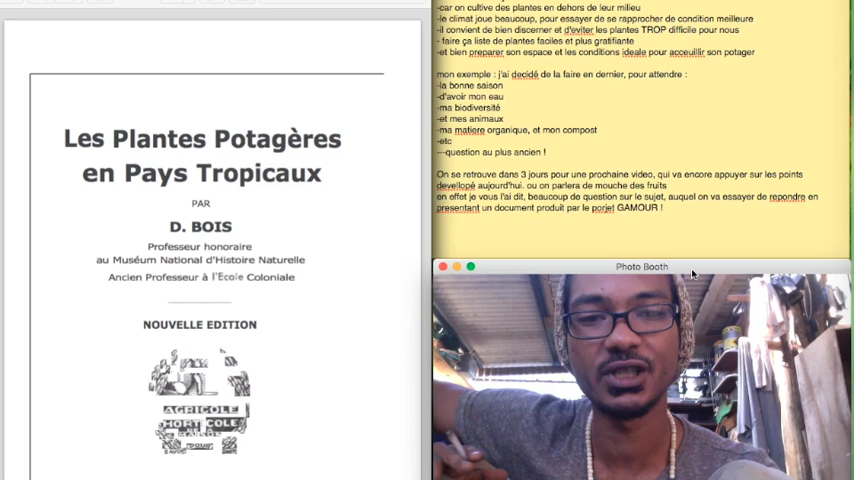 Les Plantes Potagères
en Pays Tropicaux
PAR
D. BOIS
Professeur honoraire
au Muséum National d'Histoire Naturelle
Ancien Professeur à l'Ecole Coloniale
NOUVELLE EDITION
AGRICOLE
MAISON
-car on cultive des plantes en dehors de leur milieu
-le climat joue beaucoup, pour essayer de se rapprocher de condition meilleure
-il convient de bien discerner et d'eviter les plantes TROP difficile pour nous
- faire ça liste de plantes faciles et plus gratifiante
-et bien preparer son espace et les conditions ideale pour acceuillir son potager
mon exemple : j'ai decidé de la faire en dernier, pour attendre :
-la bonne saison
-d'avoir mon eau
-ma biodiversité
-et mes animaux
-ma matiere organique, et mon compost
-etc
---question au plus ancien !
On se retrouve dans 3 jours pour une prochaine video, qui va encore appuyer sur les points
devellopé aujourd'hui. ou on parlera de mouche des fruits
en effet je vous l'ai dit, beaucoup de question sur le sujet, auquel on va essayer de repondre en
presentant un document produit par le porjet GAMOUR !
Photo Booth